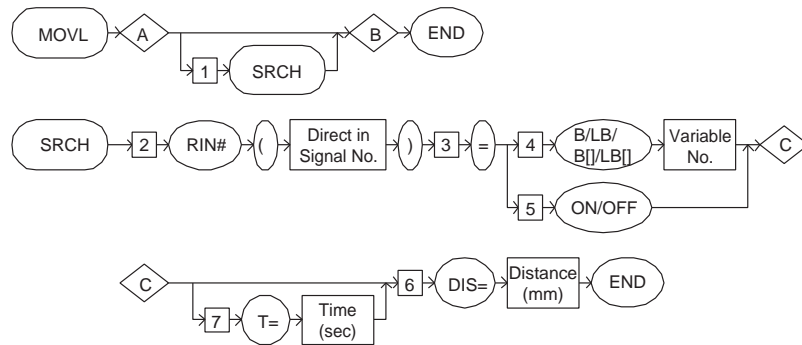 MOVL A B END
1 SRCH
SRCH 2 RIN# ( Direct in Signal No. ) 3 = 4 B/LB/ B[]/LB[] Variable No. C
5 ON/OFF
C 6 DIS= Distance (mm) END
7 T= Time (sec)